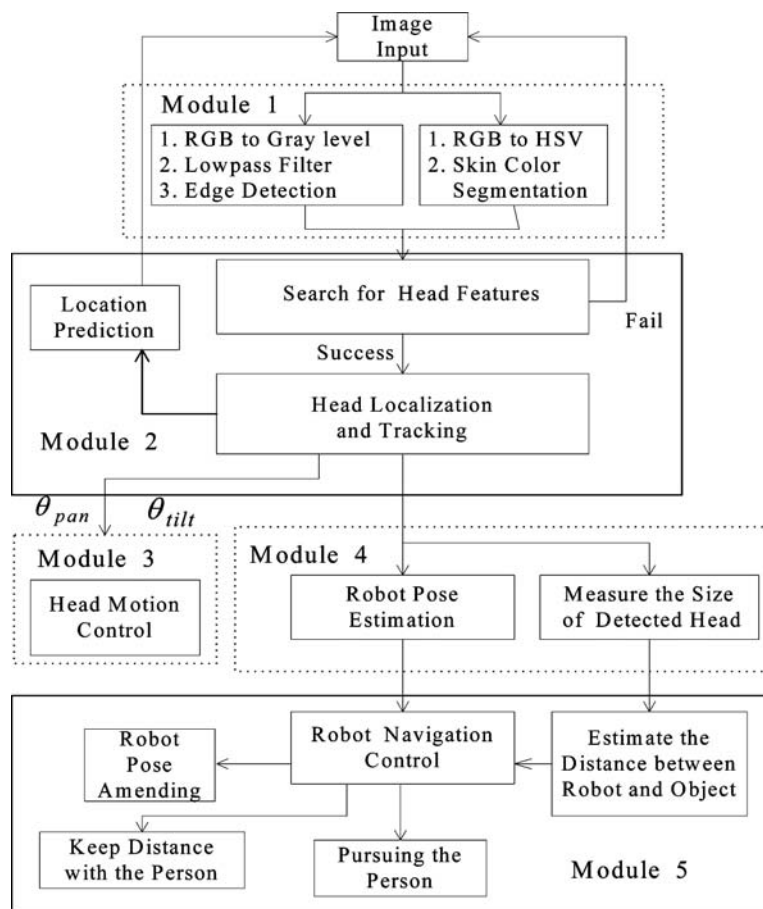 Image
Input
Module 1
1. RGB to Gray level
2. Lowpass Filter
3. Edge Detection
1. RGB to HSV
2. Skin Color
Segmentation
Search for Head Features
Location
Prediction
Fail
Success
Head Localization
and Tracking
Module 2
θpan
θtilt
Module 3
Head Motion
Control
Module 4
Robot Pose
Estimation
Measure the Size
of Detected Head
Robot Navigation
Control
Estimate the
Distance between
Robot and Object
Robot
Pose
Amending
Keep Distance
with the Person
Pursuing the
Person
Module 5